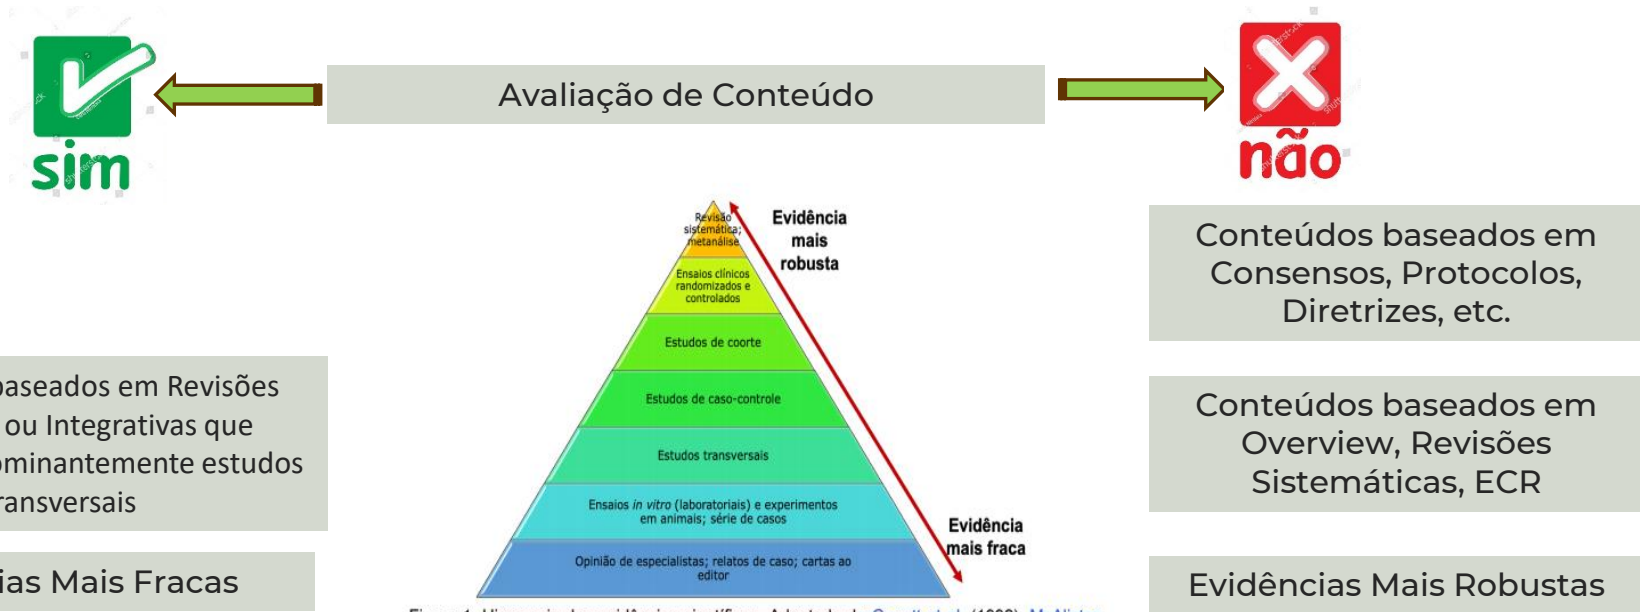 Avaliação de Conteúdo
sim
não
Revisão
sistemática;
metanálise
Ensaios clínicos
randomizados e
controlados
Estudos de coorte
Estudos de caso-controle
Estudos transversais
Ensaios in vitro (laboratoriais) e experimentos
em animais; série de casos
Opinião de especialistas; relatos de caso; cartas ao
editor
Evidência
mais
robusta
Evidência
mais fraca
baseados em Revisões
ou Integrativas que
estudos
Mais Fracas
Conteúdos baseados em
Consensos, Protocolos,
Diretrizes, etc.
Conteúdos baseados em
Overview, Revisões
Sistemáticas, ECR
Evidências Mais Robustas